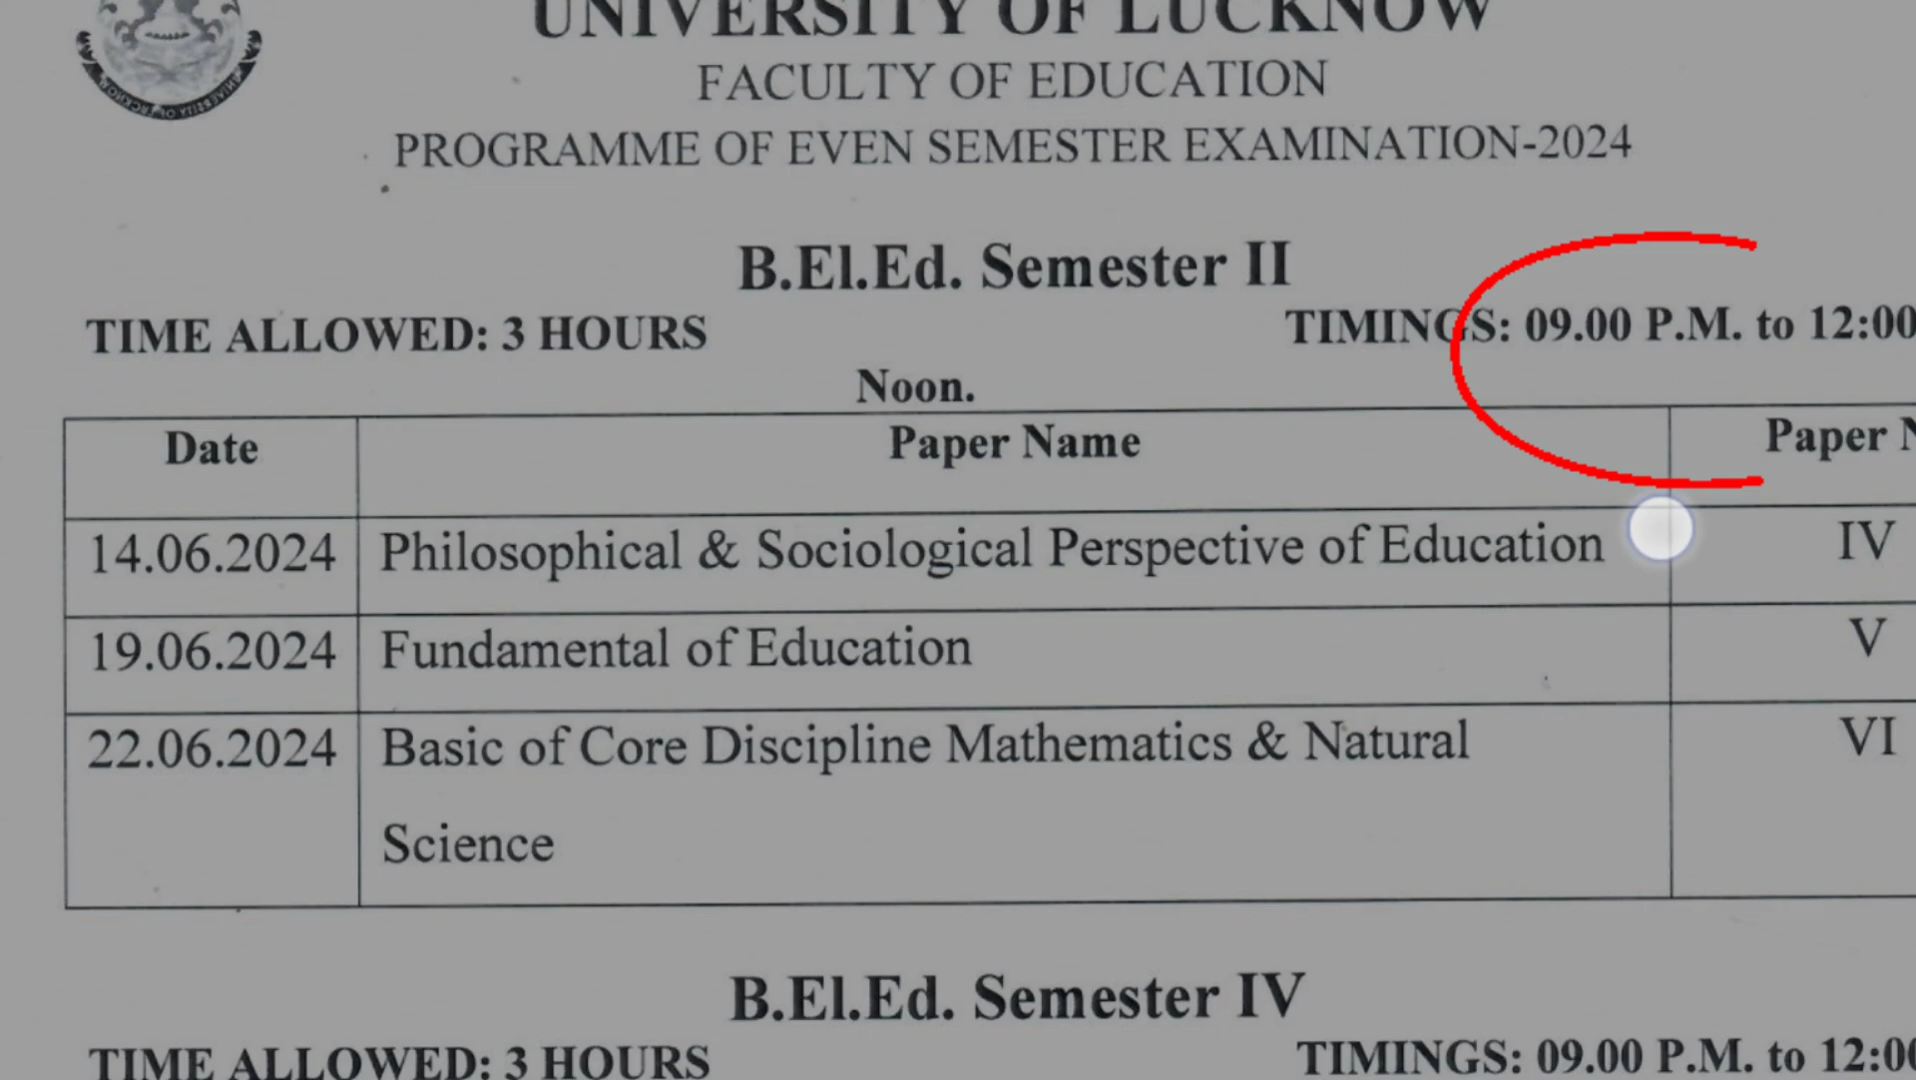 UNIVERSITY OF LUCKNOW
FACULTY OF EDUCATION
PROGRAMME OF EVEN SEMESTER EXAMINATION-2024
B.El.Ed. Semester II
TIME ALLOWED: 3 HOURS TIMINGS: 09.00 P.M. to 12:00
Noon.
Date Paper Name Paper
14.06.2024 Philosophical & Sociological Perspective of Education IV
19.06.2024 Fundamental of Education V
22.06.2024 Basic of Core Discipline Mathematics & Natural VI
Science
B.El.Ed. Semester IV
TIME ALLOWED: 3 HOURS TIMINGS: 09.00 P.M. to 12:00